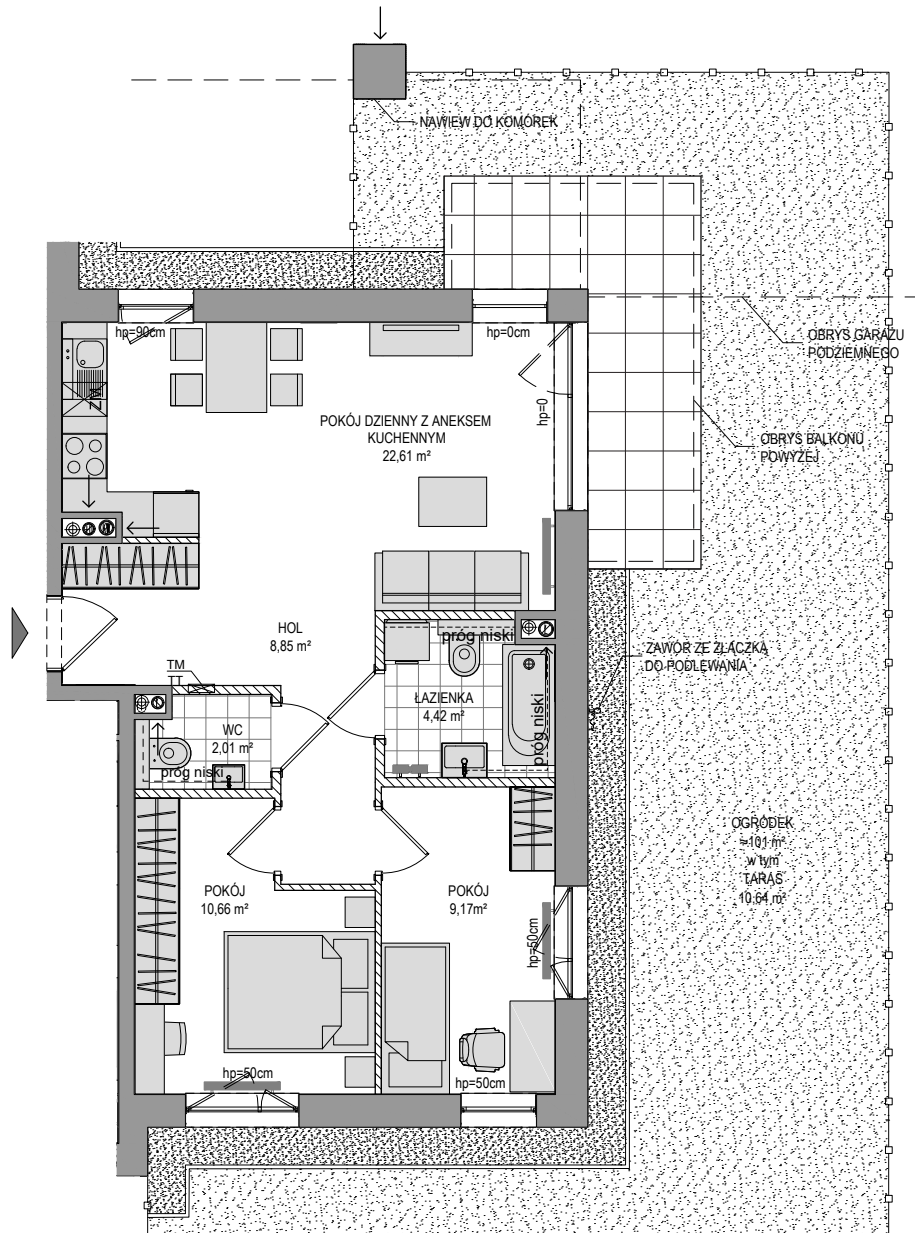 NAWIEW DO KOMÓREK
hp=90cm
hp=0cm
OBRYS GARAŻU
PODZIEMNEGO
ZM
hp=0
POKÓJ DZIENNY Z ANEKSEM
KUCHENNYM
22,61 m²
OBRYS BALKONU
POWYŻEJ
HOL
8,85 m²
próg niski
ZAWÓR ZE ZŁĄCZKĄ
DO PODLEWANIA
TM
ŁAZIENKA
4,42 m²
próg niski
WC
2,01 m²
próg niski
OGRÓDEK
≈101 m²
w tym
TARAS
10,64 m²
POKÓJ
10,66 m²
POKÓJ
9,17m²
hp=50cm
hp=50cm
hp=50cm